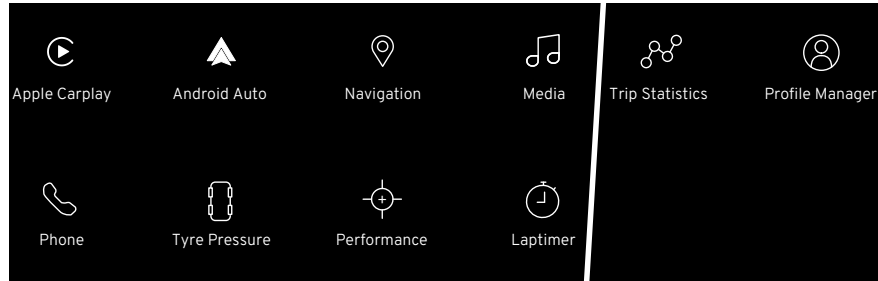 Apple Carplay
Android Auto
Navigation
Media
Trip Statistics
Profile Manager
Phone
Tyre Pressure
Performance
Laptimer